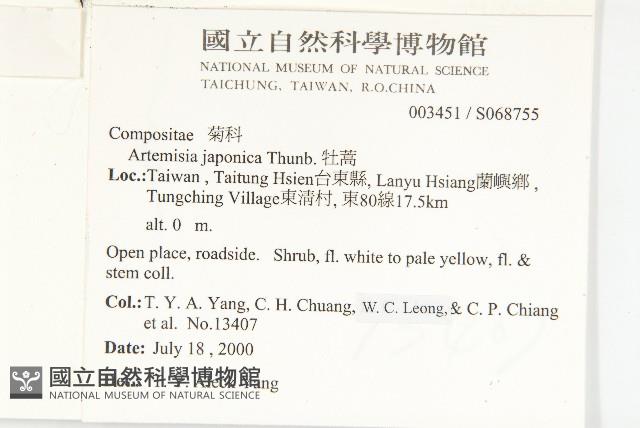 國立自然科學博物館
NATIONAL MUSEUM OF NATURAL SCIENCE
TAICHUNG, TAIWAN, R.O.CHINA
003451 / S068755
Compositae 菊科
Artemisia japonica Thunb. 牡蒿
Loc.:Taiwan , Taitung Hsien台東縣, Lanyu Hsiang蘭嶼鄉 ,
Tungching Village東清村, 東80線17.5km
alt. 0 m.
Open place, roadside. Shrub, fl. white to pale yellow, fl. &
stem coll.
Col.: T. Y. A. Yang, C. H. Chuang, W. C. Leong, & C. P. Chiang
et al. No.13407
Date: July 18 , 2000
Yang
國立自然科學博物館
NATIONAL MUSEUM OF NATURAL SCIENCE